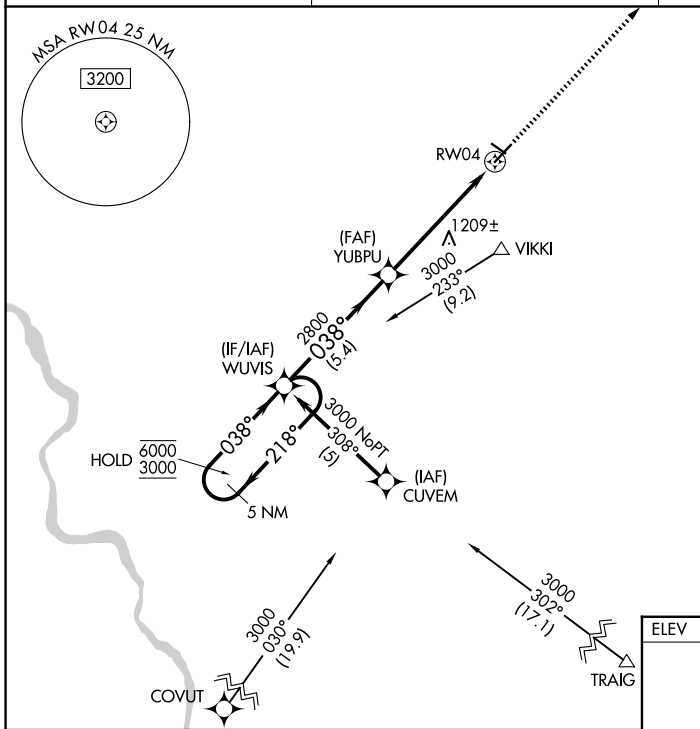 MSA RW04 25 NM
3200
RW04
1209±
(FAF)
YUBPU
VIKKI
3000
233°
(9.2)
2800
038°
(5.4)
(IF/IAF)
WUVIS
3000 NoPT
308°
(5)
038°
218°
HOLD
6000
3000
5 NM
(IAF)
CUVEM
3000
030°
(19.9)
3000
302°
(17.1)
COVUT
TRAIG
ELEV